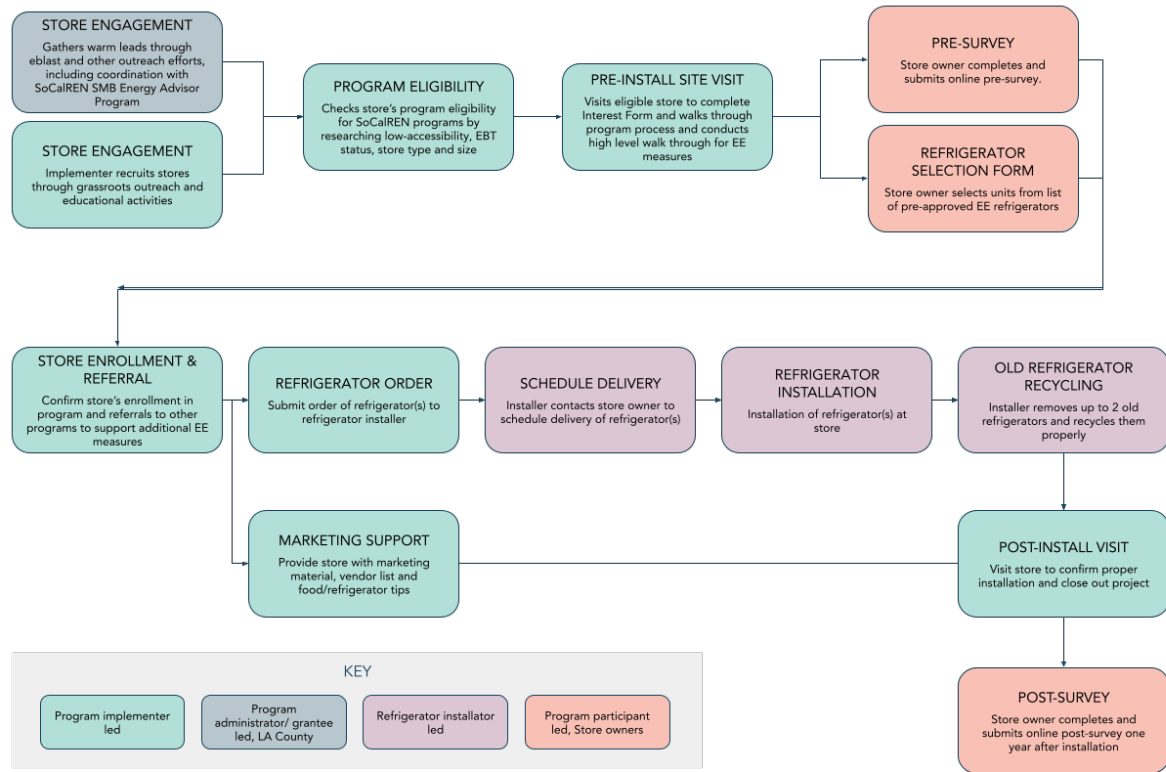 STORE ENGAGEMENT
Gathers warm leads through
eblast and other outreach efforts,
including coordination with
SoCalREN SMB Energy Advisor
Program
STORE ENGAGEMENT
Implementer recruits stores
through grassroots outreach and
educational activities
PROGRAM ELIGIBILITY
Checks store's program eligibility
for SoCalREN programs by
researching low-accessibility, EBT
status, store type and size
PRE-INSTALL SITE VISIT
Visits eligible store to complete
Interest Form and walks through
program process and conducts
high level walk through for EE
measures
PRE-SURVEY
Store owner completes and
submits online pre-survey.
REFRIGERATOR
SELECTION FORM
Store owner selects units from list
of pre-approved EE refrigerators
STORE ENROLLMENT &
REFERRAL
Confirm store's enrollment in
program and referrals to other
programs to support additional EE
measures
REFRIGERATOR ORDER
Submit order of refrigerator(s) to
refrigerator installer
SCHEDULE DELIVERY
Installer contacts store owner to
schedule delivery of refrigerator(s)
REFRIGERATOR
INSTALLATION
Installation of refrigerator(s) at
store
OLD REFRIGERATOR
RECYCLING
Installer removes up to 2 old
refrigerators and recycles them
properly
MARKETING SUPPORT
Provide store with marketing
material, vendor list and
food/refrigerator tips
POST-INSTALL VISIT
Visit store to confirm proper
installation and close out project
POST-SURVEY
Store owner completes and
submits online post-survey one
year after installation
KEY
Program implementer
led
Program
administrator/ grantee
led, LA County
Refrigerator installator
led
Program participant
led, Store owners